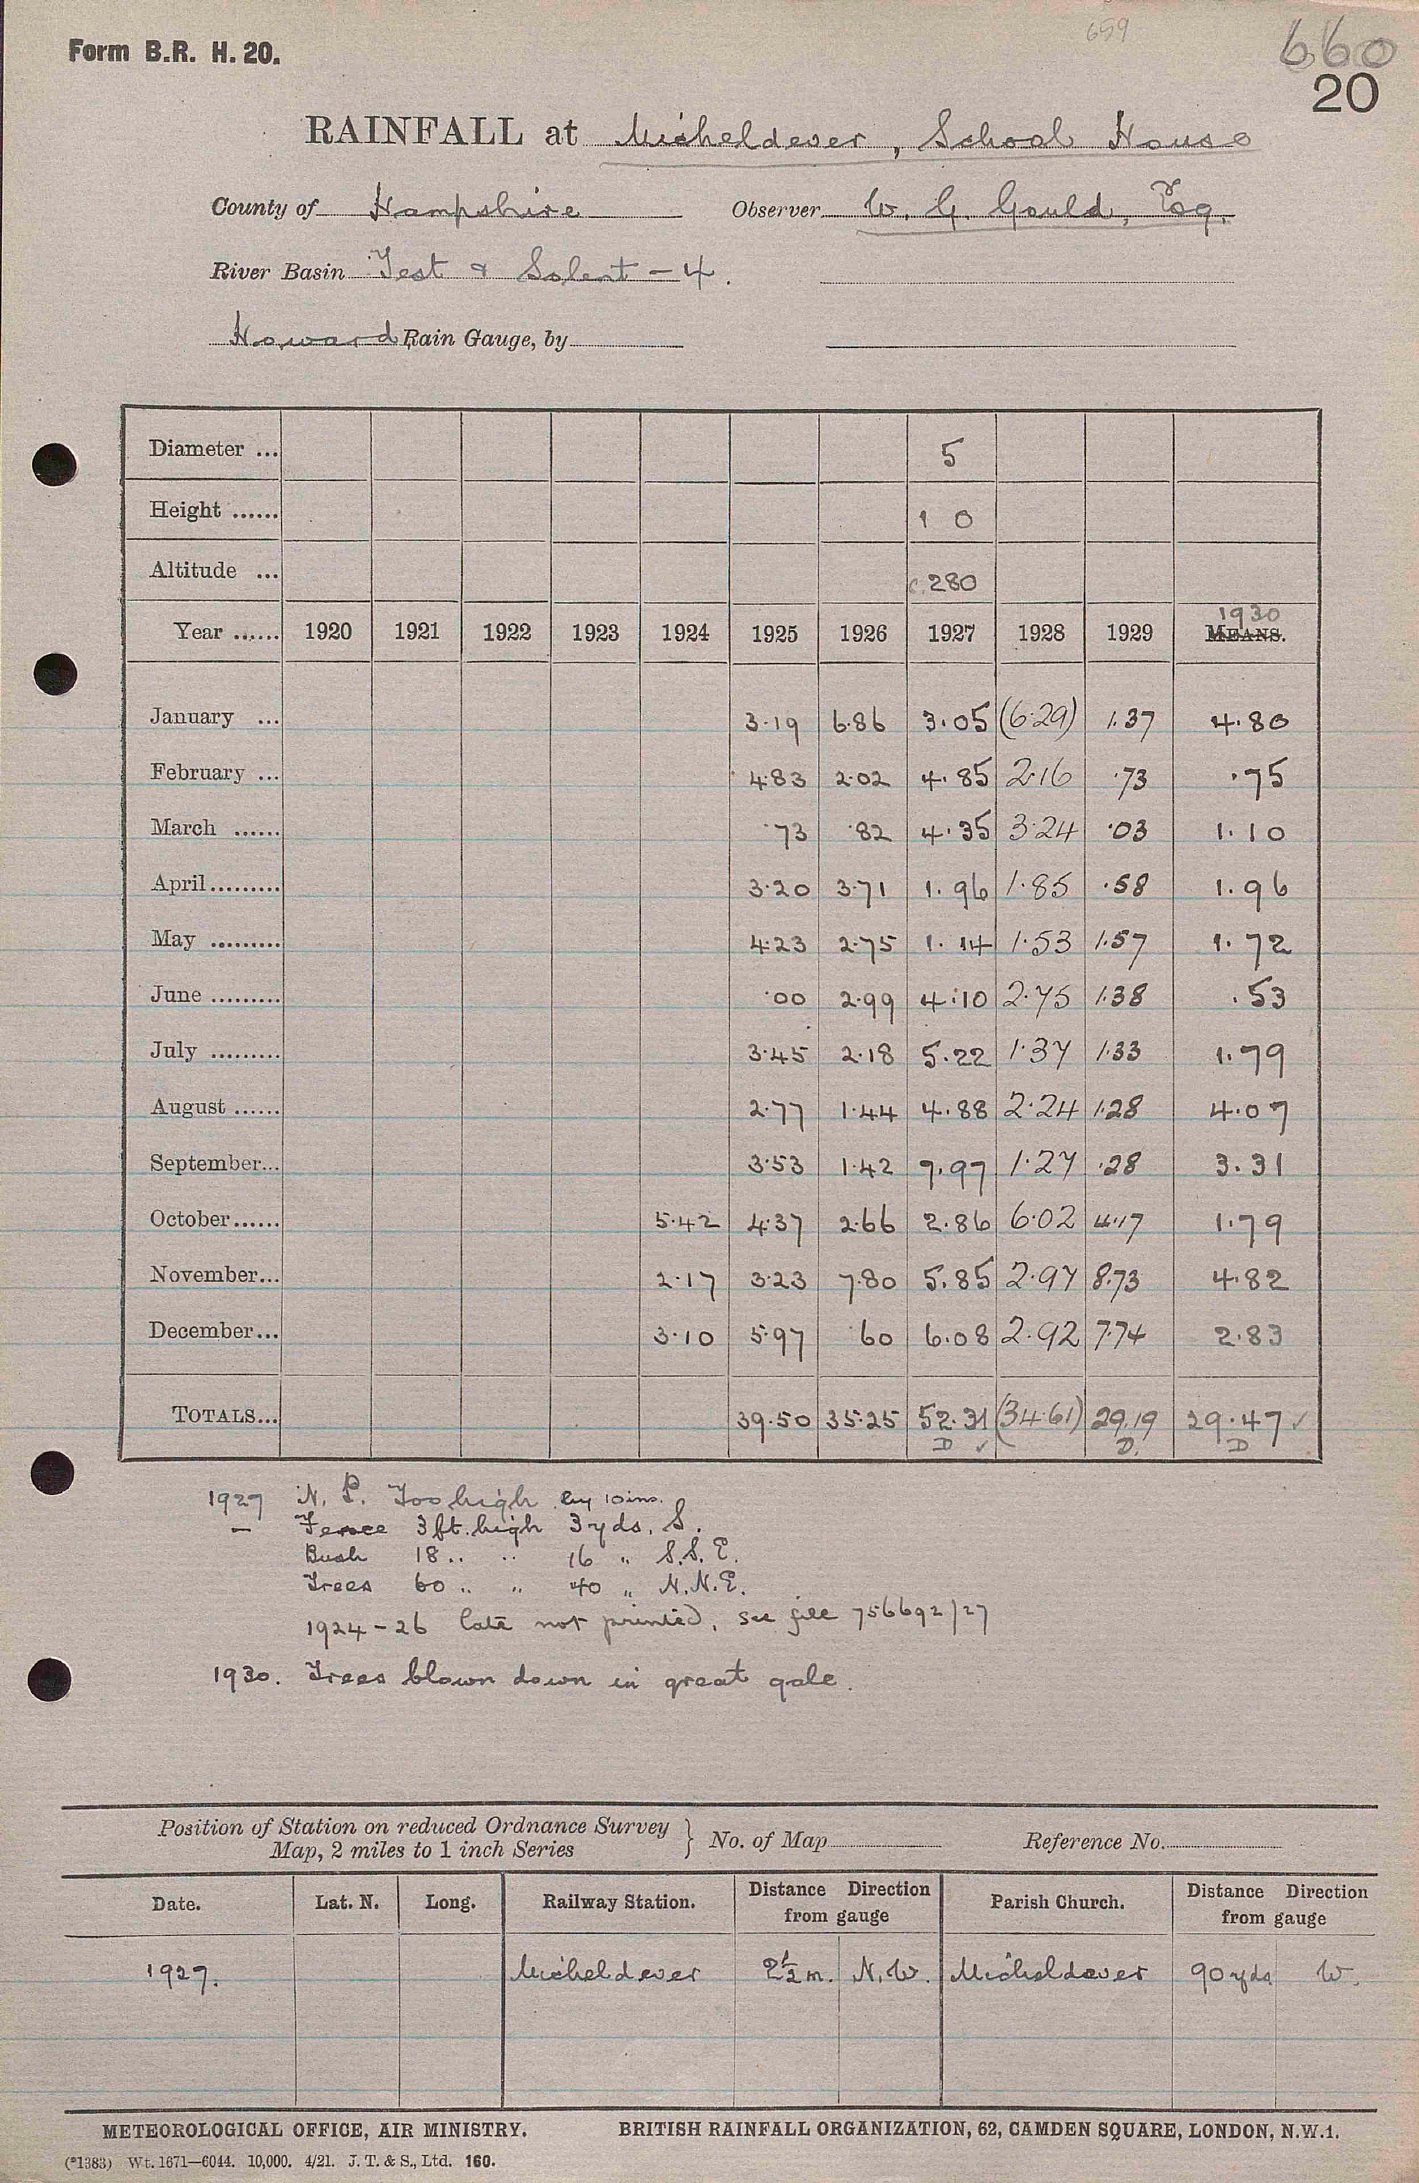 659
660
Form B.R. H. 20.
20
RAINFALL at Micheldever, School House
County of Hampshire Observer W. G. Gould, Esq.
River Basin Test & Solent - 4.
Howard Rain Gauge, by
Diameter ... 5
Height ...... 1 0
Altitude ... c. 280
1930
Year ...... 1920 1921 1922 1923 1924 1925 1926 1927 1928 1929 MEANS.
January ... 3.19 6.86 3.05 (6.29) 1.37 4.80
February ... 4.83 2.02 4.85 2.16 .73 .75
March ...... .73 .82 4.35 3.24 .03 1.10
April ......... 3.20 3.71 1.96 1.85 .58 1.96
May ......... 4.23 2.75 1.14 1.53 1.57 1.72
June ......... .00 2.99 4.10 2.75 1.38 .53
July ......... 3.45 2.18 5.22 1.37 1.33 1.79
August ...... 2.77 1.44 4.88 2.24 1.28 4.07
September... 3.53 1.42 7.97 1.27 .28 3.31
October...... 5.42 4.37 2.66 2.86 6.02 4.17 1.79
November... 2.17 3.23 7.80 5.85 2.97 8.73 4.82
December... 3.10 5.97 .60 6.08 2.92 7.74 2.83
TOTALS... 39.50 35.25 52.31 (34.61) 29.19 29.47 ✓
D ✓ D. D
1927 N. P. Too high by 10 ins.
— Fence 3 ft. high 3 yds. S.
Bush 18 .. .. 16 " S.S.E.
Trees 60 .. " 40 " N.N.E.
1924-26 late not printed, see file 756692/27
1930. Trees blown down in great gale.
Position of Station on reduced Ordnance Survey
Map, 2 miles to 1 inch Series } No. of Map Reference No.
Date. Lat. N. Long. Railway Station. Distance Direction from gauge Parish Church. Distance Direction from gauge
1927. Micheldever 2½ m. N.W. Micheldever 90 yds W.
METEOROLOGICAL OFFICE, AIR MINISTRY. BRITISH RAINFALL ORGANIZATION, 62, CAMDEN SQUARE, LONDON, N.W.1.
(*1383) Wt. 1671—6044. 10,000. 4/21. J. T. & S., Ltd. 160.